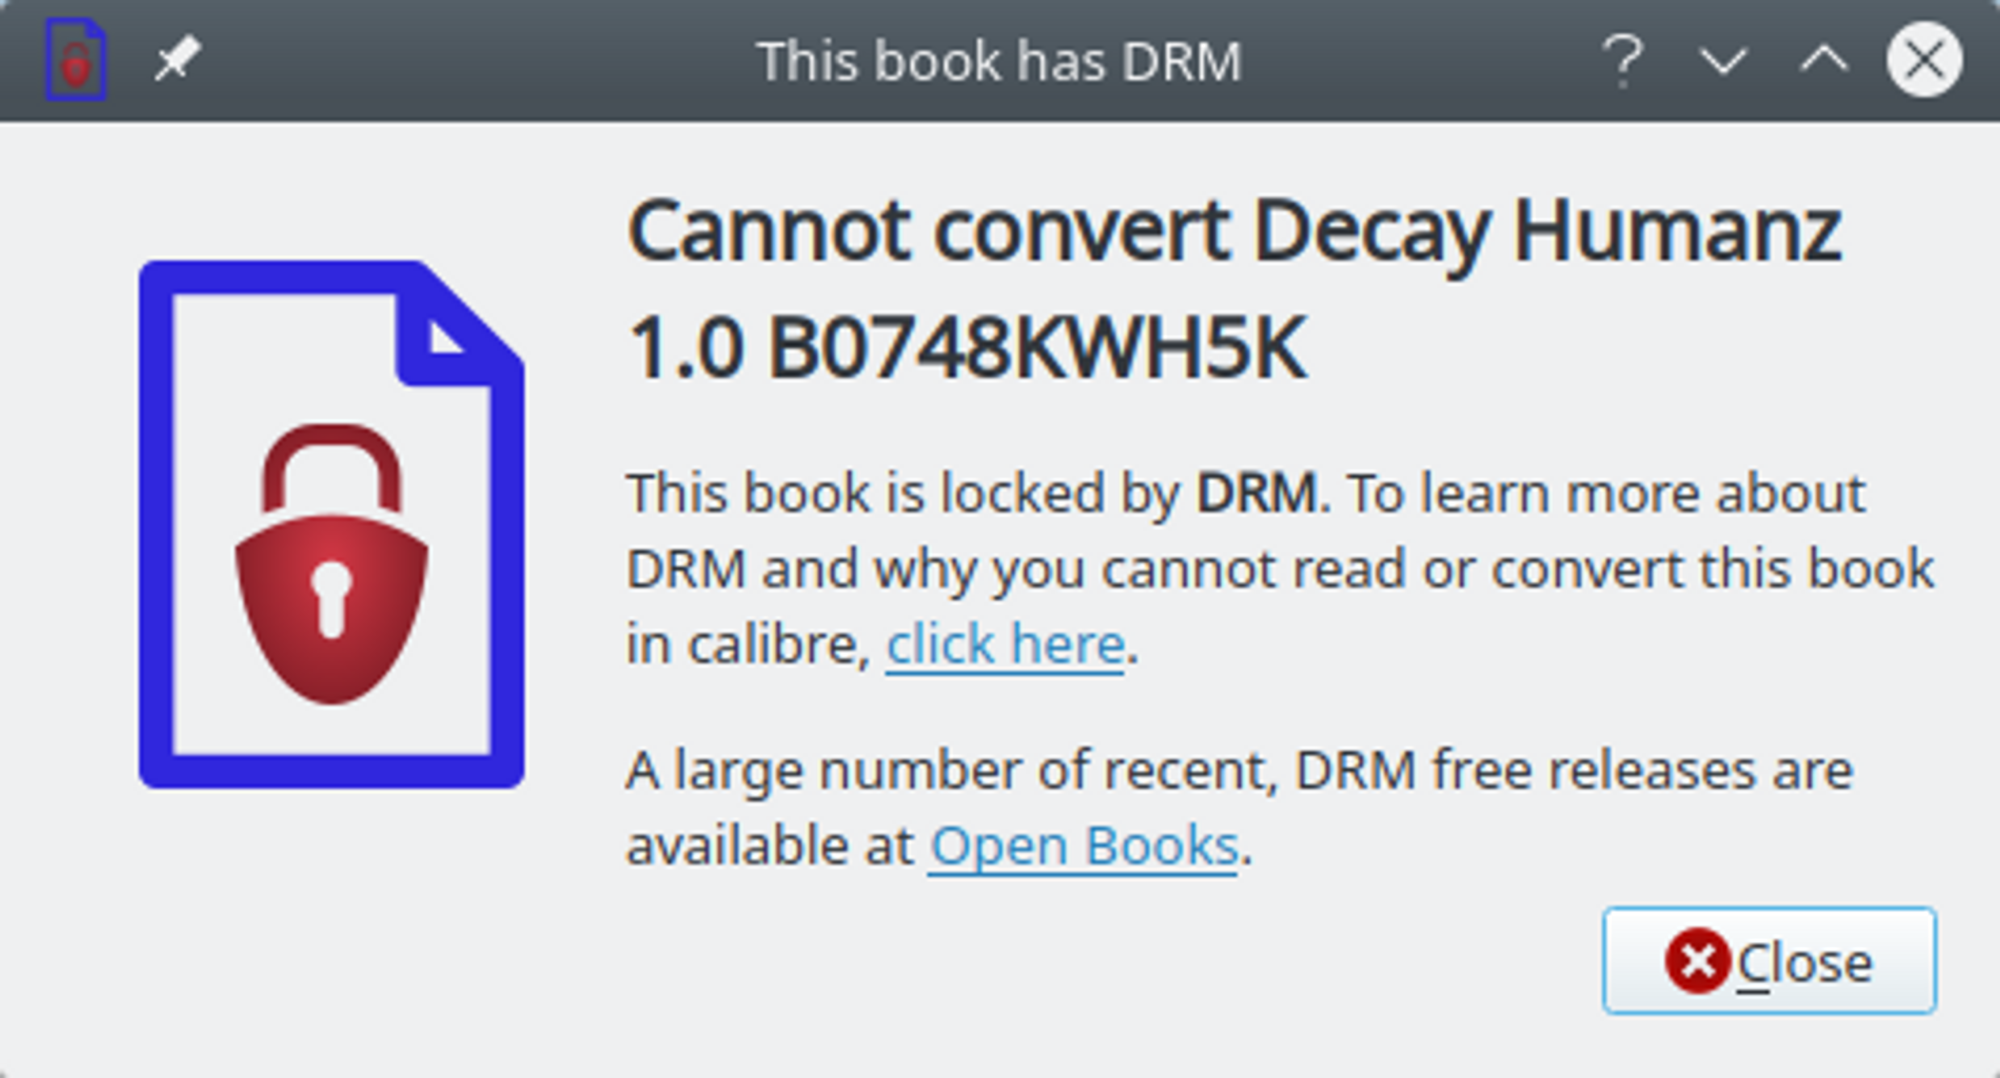 This book has DRM
Cannot convert Decay Humanz
1.0 B0748KWH5K
This book is locked by DRM. To learn more about
DRM and why you cannot read or convert this book
in calibre, click here.
A large number of recent, DRM free releases are
available at Open Books.
Close